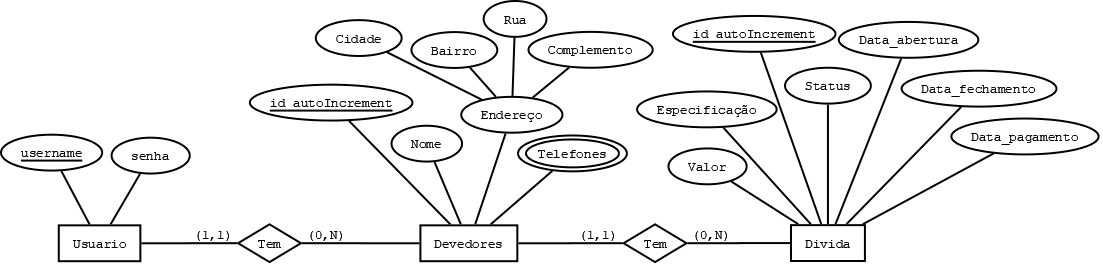 Rua
Cidade
Bairro
Complemento
id autoIncrement
Data_abertura
Status
Data_fechamento
id autoIncrement
Endereço
Especificação
Data_pagamento
Nome
Telefones
username
senha
Valor
(1,1)
(0,N)
(1,1)
(0,N)
Usuario
Tem
Devedores
Tem
Divida